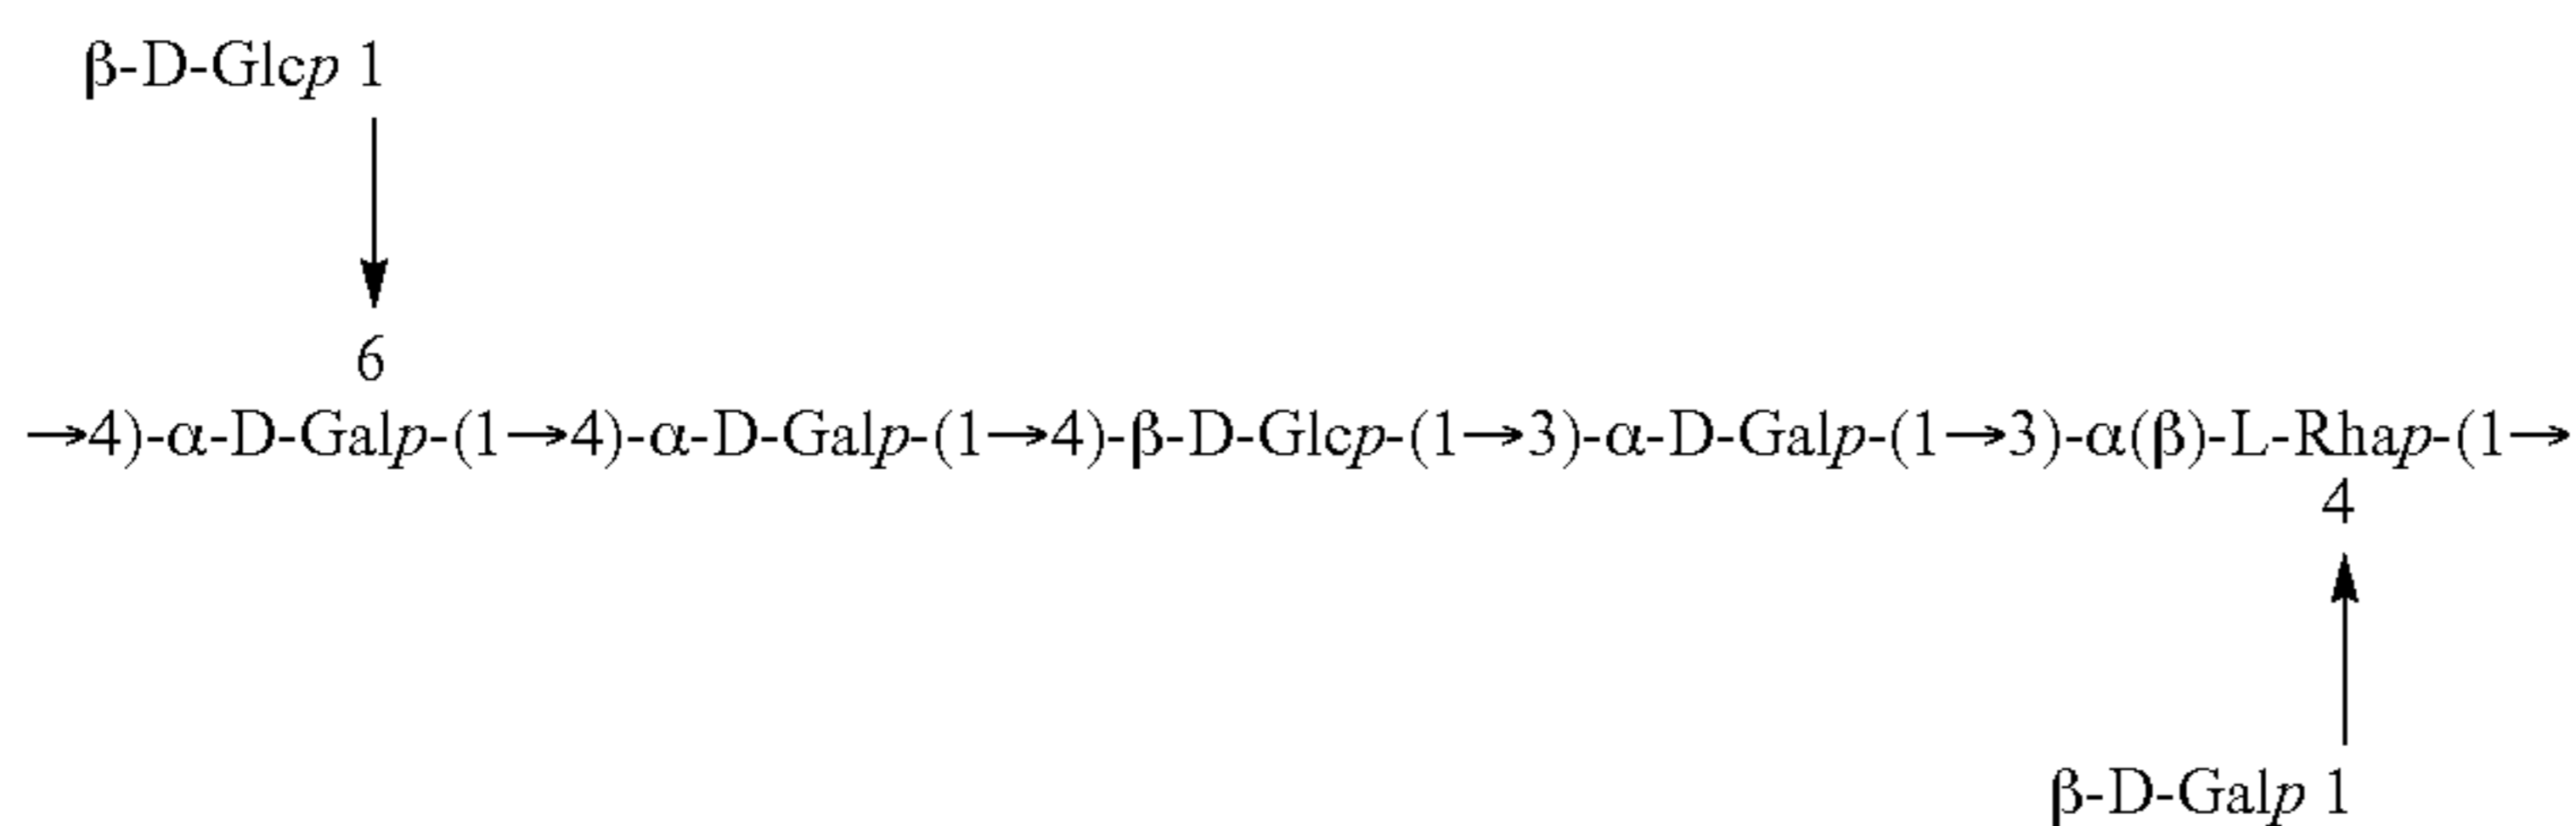 β-D-Glcp 1
6
→4)-α-D-Galp-(1→4)-α-D-Galp-(1→4)-β-D-Glcp-(1→3)-α-D-Galp-(1→3)-α(β)-L-Rhap-(1→
4
β-D-Galp 1